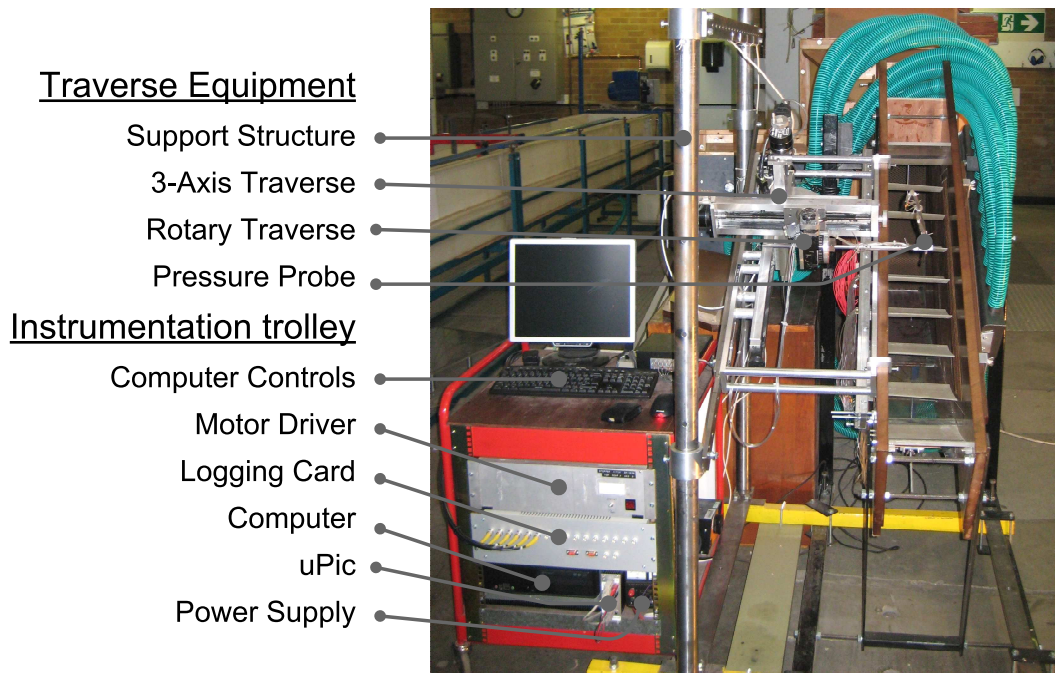 Traverse Equipment
Support Structure
3-Axis Traverse
Rotary Traverse
Pressure Probe
Instrumentation trolley
Computer Controls
Motor Driver
Logging Card
Computer
uPic
Power Supply